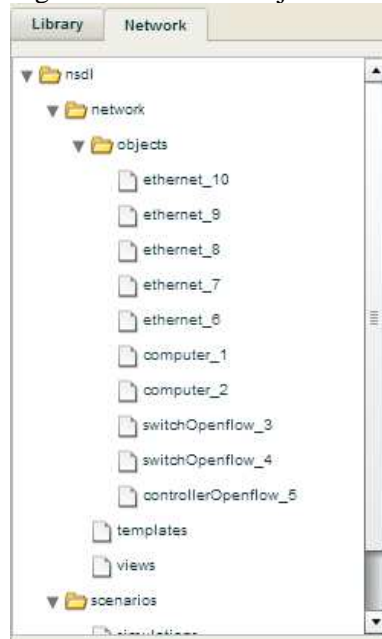 Library Network
nsdl
network
objects
ethernet_10
ethernet_9
ethernet_8
ethernet_7
ethernet_6
computer_1
computer_2
switchOpenflow_3
switchOpenflow_4
controllerOpenflow_5
templates
views
scenarios